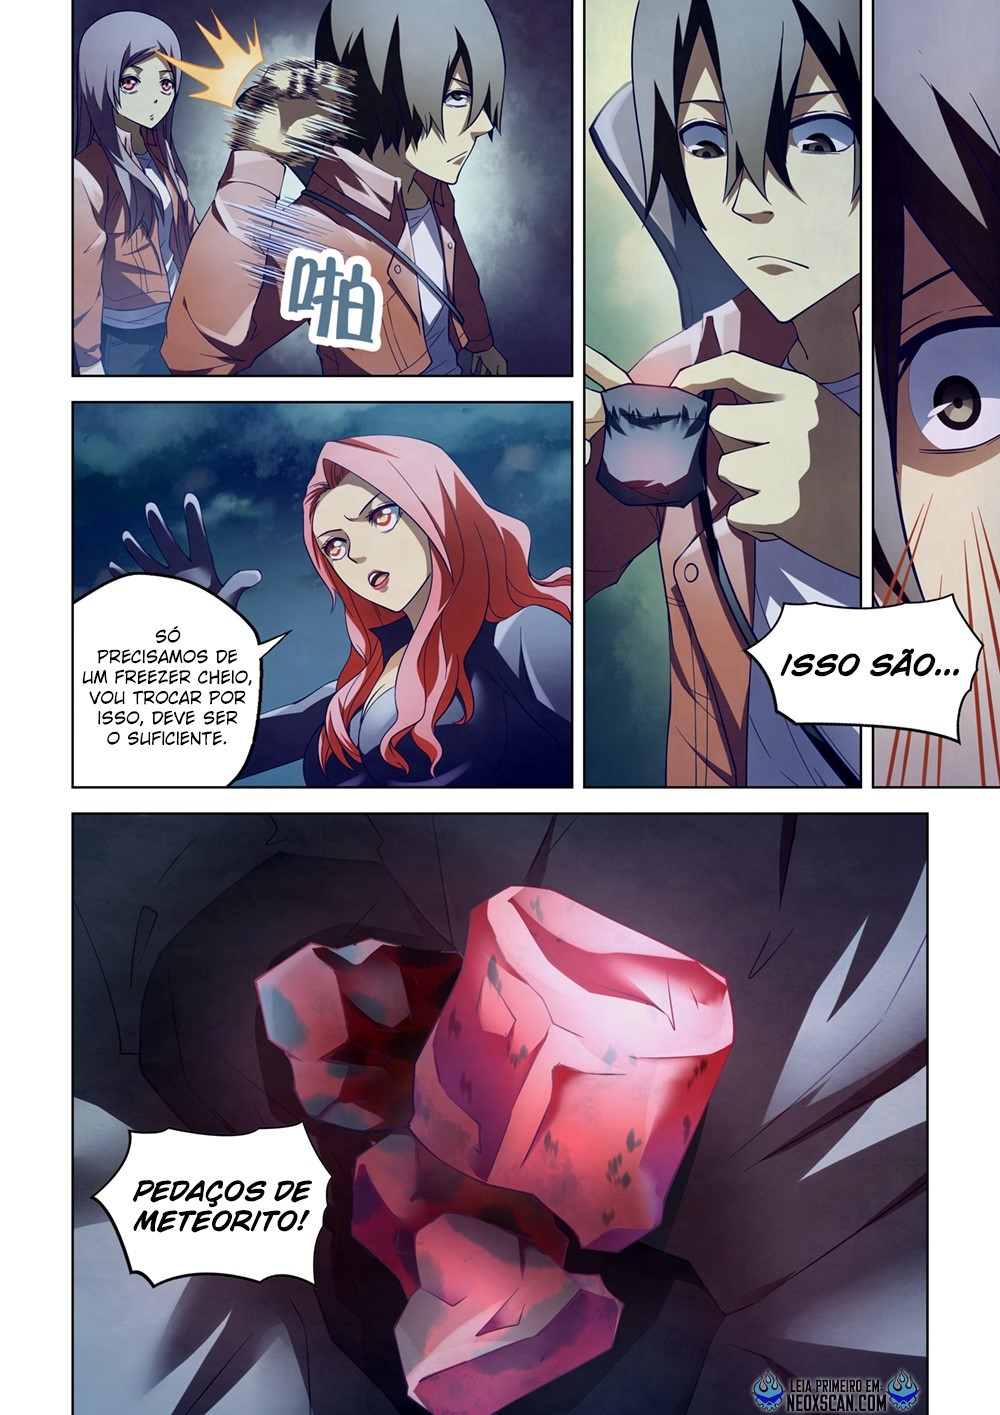 啪
SÓ
PRECISAMOS DE
UM FREEZER CHEIO,
VOU TROCAR POR
ISSO, DEVE SER
O SUFICIENTE.
ISSO SÃO...
PEDAÇOS DE
METEORITO!
LEIA PRIMEIRO EM:
NEOXSCAN.COM